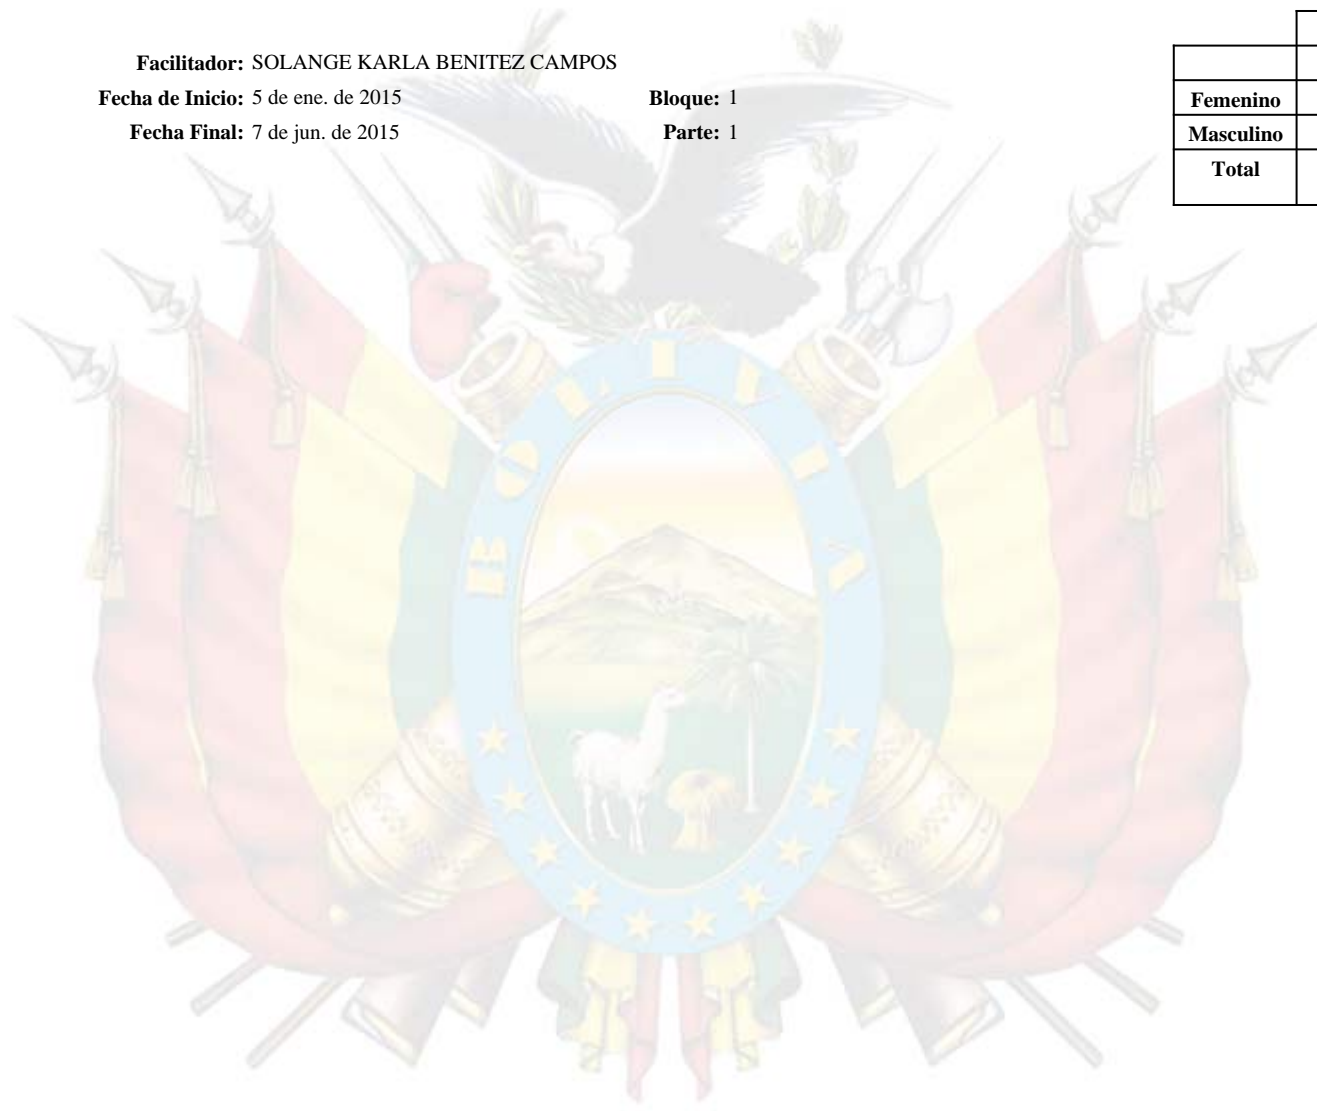 Facilitador: SOLANGE KARLA BENITEZ CAMPOS
Fecha de Inicio: 5 de ene. de 2015 Bloque: 1
Fecha Final: 7 de jun. de 2015 Parte: 1
Femenino
Masculino
Total
BOLIVIA